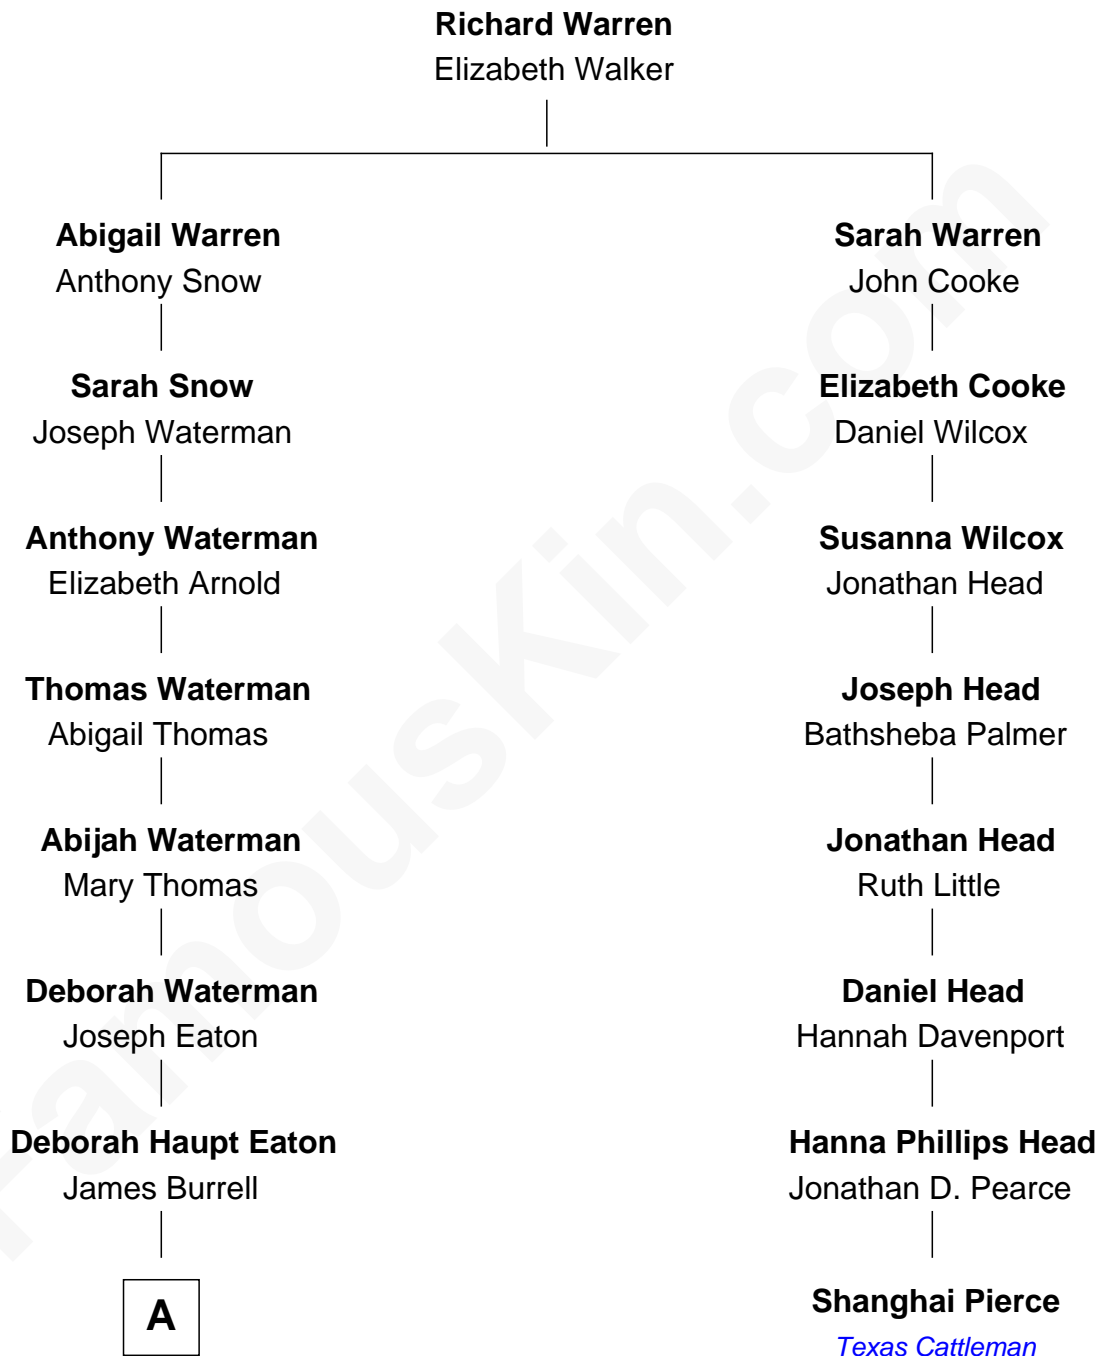 Richard Warren
Elizabeth Walker
Abigail Warren
Anthony Snow
Sarah Warren
John Cooke
Sarah Snow
Joseph Waterman
Elizabeth Cooke
Daniel Wilcox
Anthony Waterman
Elizabeth Arnold
Susanna Wilcox
Jonathan Head
Thomas Waterman
Abigail Thomas
Joseph Head
Bathsheba Palmer
Abijah Waterman
Mary Thomas
Jonathan Head
Ruth Little
Deborah Waterman
Joseph Eaton
Daniel Head
Hannah Davenport
Deborah Haupt Eaton
James Burrell
Hanna Phillips Head
Jonathan D. Pearce
A
Shanghai Pierce
Texas Cattleman
FamousKin.com